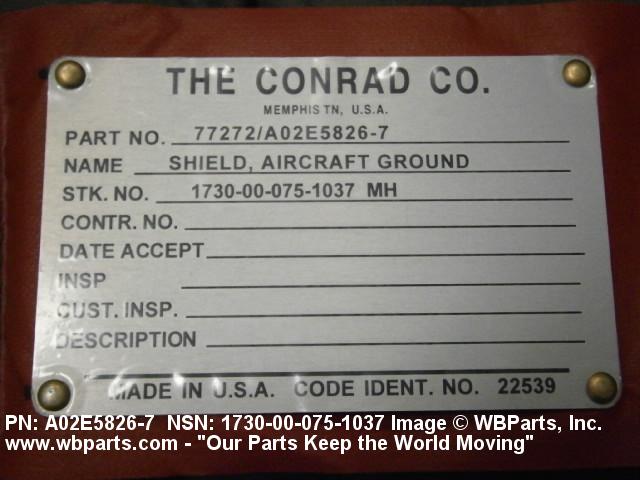 THE CONRAD CO.
MEMPHIS TN, U.S.A.
PART NO. 77272/A02E5826-7
NAME SHIELD, AIRCRAFT GROUND
STK. NO. 1730-00-075-1037 MH
CONTR. NO.
DATE ACCEPT
INSP
CUST. INSP.
DESCRIPTION
MADE IN U.S.A. CODE IDENT. NO. 22539
PN: A02E5826-7 NSN: 1730-00-075-1037 Image © WBParts, Inc.
www.wbparts.com - "Our Parts Keep the World Moving"